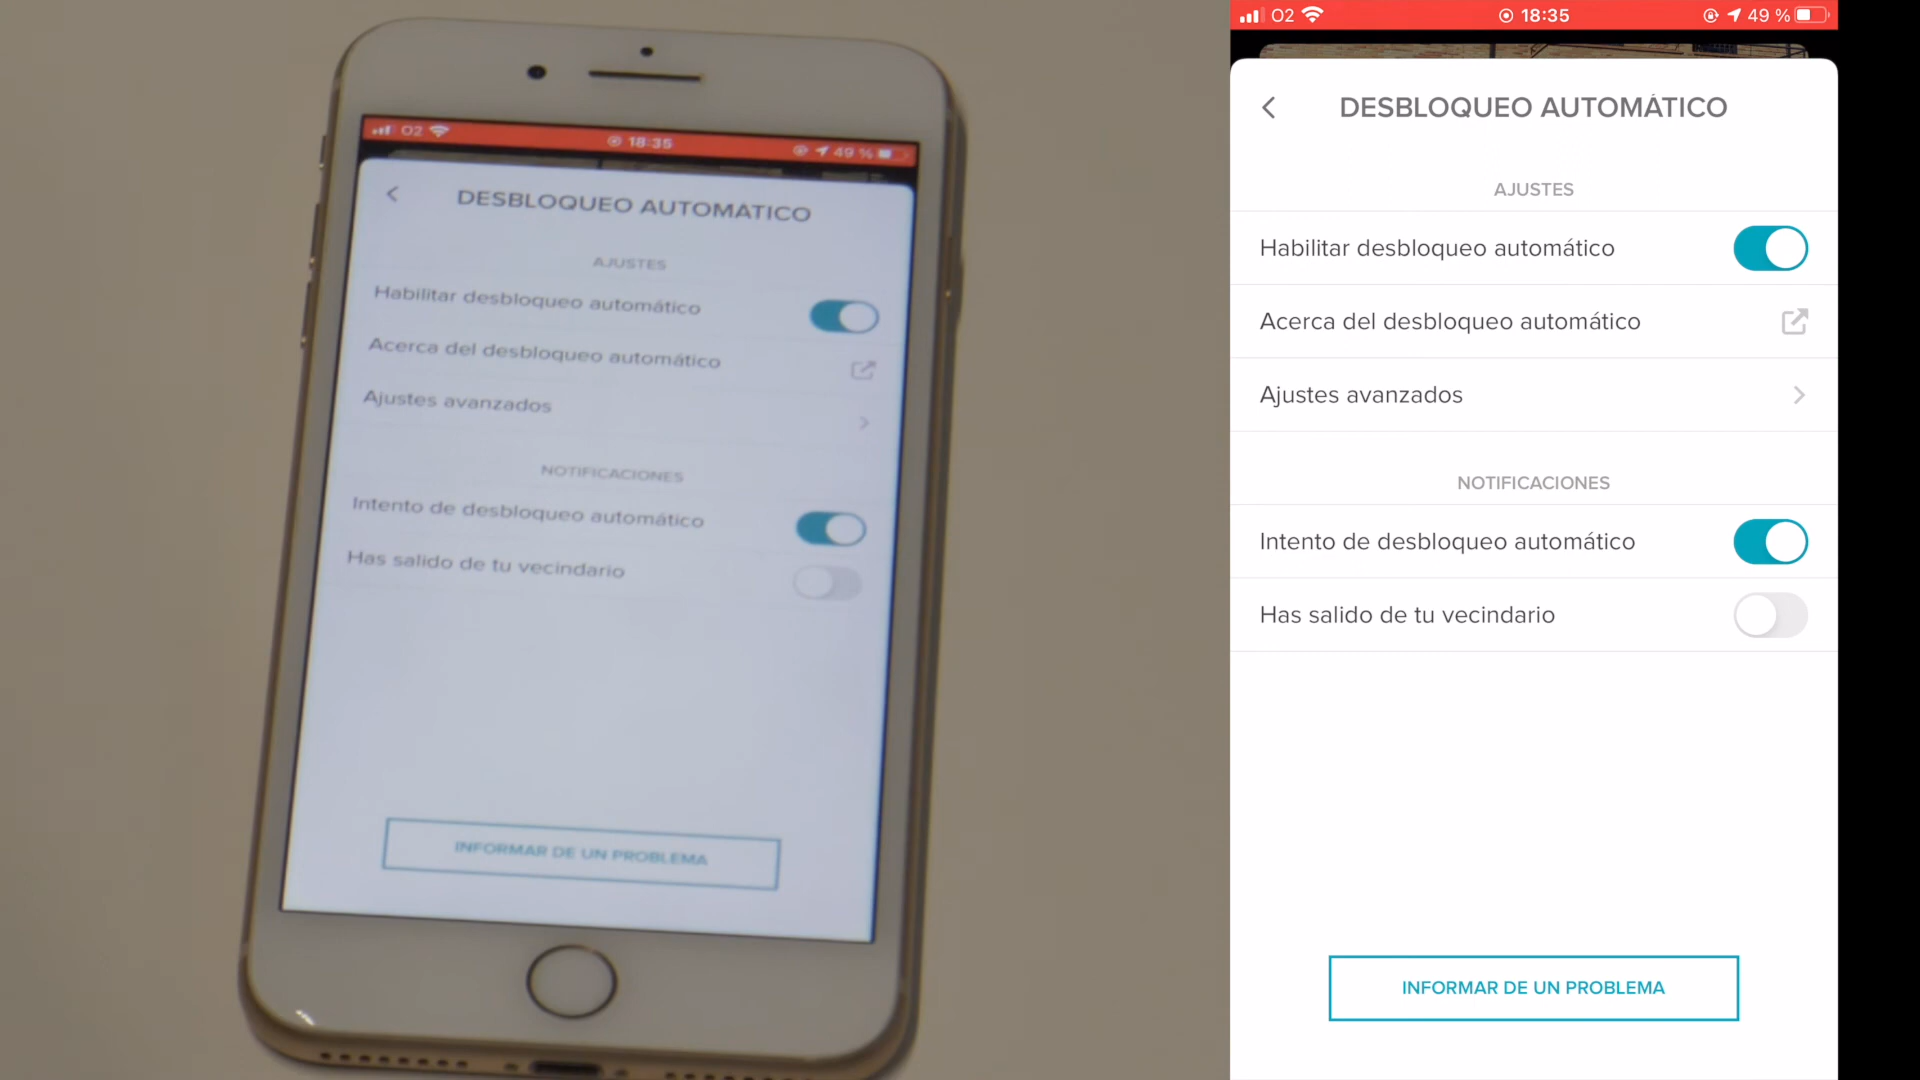 O2 18:35 49 %
DESBLOQUEO AUTOMÁTICO
AJUSTES
Habilitar desbloqueo automático
Acerca del desbloqueo automático
Ajustes avanzados
NOTIFICACIONES
Intento de desbloqueo automático
Has salido de tu vecindario
INFORMAR DE UN PROBLEMA
O2 18:35 49 %
DESBLOQUEO AUTOMÁTICO
AJUSTES
Habilitar desbloqueo automático
Acerca del desbloqueo automático
Ajustes avanzados
NOTIFICACIONES
Intento de desbloqueo automático
Has salido de tu vecindario
INFORMAR DE UN PROBLEMA